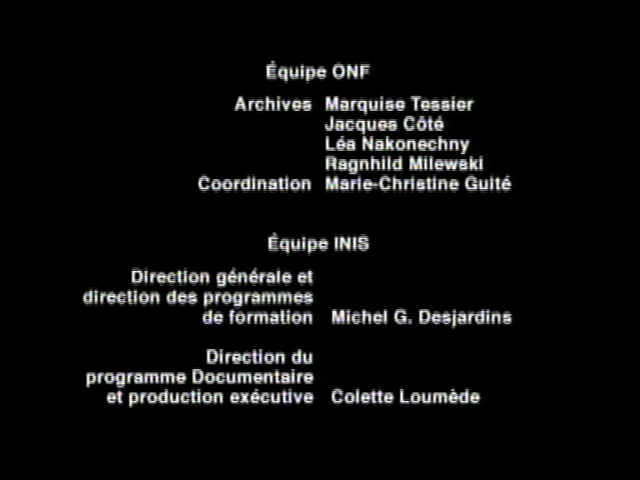 Équipe ONF
Archives Marquise Tessier
Jacques Côté
Léa Nakonechny
Ragnhild Milewski
Coordination Marie-Christine Guité
Équipe INIS
Direction générale et
direction des programmes
de formation Michel G. Desjardins
Direction du
programme Documentaire
et production exécutive Colette Loumède